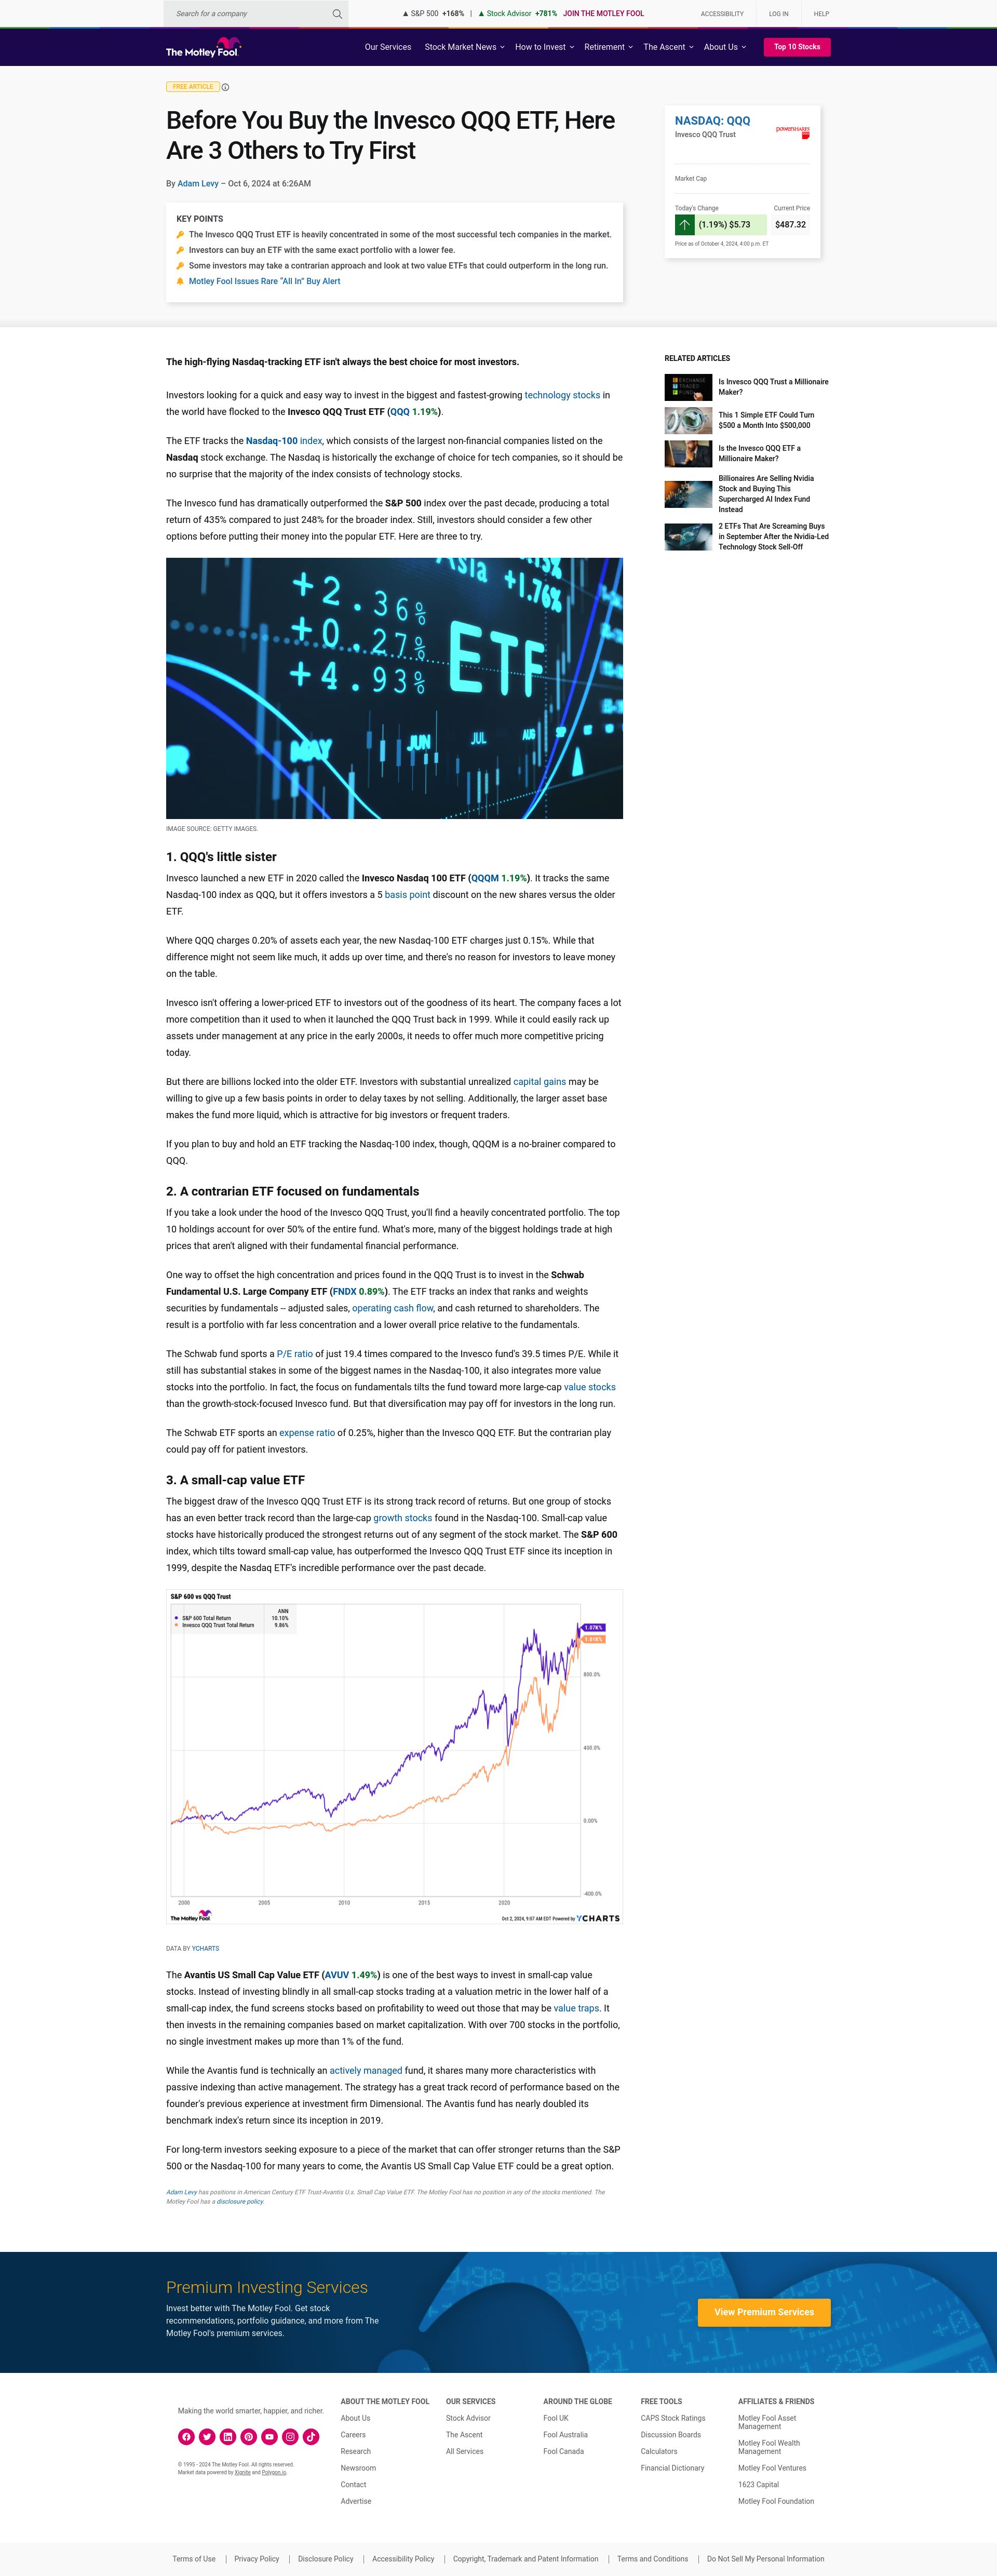 Search for a company
▲ S&P 500 +168% | ▲ Stock Advisor +781% JOIN THE MOTLEY FOOL
ACCESSIBILITY
LOG IN
HELP
The Motley Fool.
Our Services
Stock Market News
How to Invest
Retirement
The Ascent
About Us
Top 10 Stocks
FREE ARTICLE
Before You Buy the Invesco QQQ ETF, Here
Are 3 Others to Try First
By Adam Levy – Oct 6, 2024 at 6:26AM
KEY POINTS
The Invesco QQQ Trust ETF is heavily concentrated in some of the most successful tech companies in the market.
Investors can buy an ETF with the same exact portfolio with a lower fee.
Some investors may take a contrarian approach and look at two value ETFs that could outperform in the long run.
Motley Fool Issues Rare “All In” Buy Alert
NASDAQ: QQQ
Invesco QQQ Trust
POWERSHARES
Market Cap
Today's Change
Current Price
(1.19%) $5.73
$487.32
Price as of October 4, 2024, 4:00 p.m. ET
The high-flying Nasdaq-tracking ETF isn't always the best choice for most investors.
Investors looking for a quick and easy way to invest in the biggest and fastest-growing technology stocks in
the world have flocked to the Invesco QQQ Trust ETF (QQQ 1.19%).
The ETF tracks the Nasdaq-100 index, which consists of the largest non-financial companies listed on the
Nasdaq stock exchange. The Nasdaq is historically the exchange of choice for tech companies, so it should be
no surprise that the majority of the index consists of technology stocks.
The Invesco fund has dramatically outperformed the S&P 500 index over the past decade, producing a total
return of 435% compared to just 248% for the broader index. Still, investors should consider a few other
options before putting their money into the popular ETF. Here are three to try.
RELATED ARTICLES
EXCHANGE
TRADED
FUND
Is Invesco QQQ Trust a Millionaire
Maker?
This 1 Simple ETF Could Turn
$500 a Month Into $500,000
Is the Invesco QQQ ETF a
Millionaire Maker?
Billionaires Are Selling Nvidia
Stock and Buying This
Supercharged AI Index Fund
Instead
2 ETFs That Are Screaming Buys
in September After the Nvidia-Led
Technology Stock Sell-Off
Asia
+1.76%
+2.36%
+0.27%
+4.93%
ETF
MAY
JUN
JUL
AUG
SEP
IMAGE SOURCE: GETTY IMAGES.
1. QQQ's little sister
Invesco launched a new ETF in 2020 called the Invesco Nasdaq 100 ETF (QQQM 1.19%). It tracks the same
Nasdaq-100 index as QQQ, but it offers investors a 5 basis point discount on the new shares versus the older
ETF.
Where QQQ charges 0.20% of assets each year, the new Nasdaq-100 ETF charges just 0.15%. While that
difference might not seem like much, it adds up over time, and there's no reason for investors to leave money
on the table.
Invesco isn't offering a lower-priced ETF to investors out of the goodness of its heart. The company faces a lot
more competition than it used to when it launched the QQQ Trust back in 1999. While it could easily rack up
assets under management at any price in the early 2000s, it needs to offer much more competitive pricing
today.
But there are billions locked into the older ETF. Investors with substantial unrealized capital gains may be
willing to give up a few basis points in order to delay taxes by not selling. Additionally, the larger asset base
makes the fund more liquid, which is attractive for big investors or frequent traders.
If you plan to buy and hold an ETF tracking the Nasdaq-100 index, though, QQQM is a no-brainer compared to
QQQ.
2. A contrarian ETF focused on fundamentals
If you take a look under the hood of the Invesco QQQ Trust, you'll find a heavily concentrated portfolio. The top
10 holdings account for over 50% of the entire fund. What's more, many of the biggest holdings trade at high
prices that aren't aligned with their fundamental financial performance.
One way to offset the high concentration and prices found in the QQQ Trust is to invest in the Schwab
Fundamental U.S. Large Company ETF (FNDX 0.89%). The ETF tracks an index that ranks and weights
securities by fundamentals -- adjusted sales, operating cash flow, and cash returned to shareholders. The
result is a portfolio with far less concentration and a lower overall price relative to the fundamentals.
The Schwab fund sports a P/E ratio of just 19.4 times compared to the Invesco fund's 39.5 times P/E. While it
still has substantial stakes in some of the biggest names in the Nasdaq-100, it also integrates more value
stocks into the portfolio. In fact, the focus on fundamentals tilts the fund toward more large-cap value stocks
than the growth-stock-focused Invesco fund. But that diversification may pay off for investors in the long run.
The Schwab ETF sports an expense ratio of 0.25%, higher than the Invesco QQQ ETF. But the contrarian play
could pay off for patient investors.
3. A small-cap value ETF
The biggest draw of the Invesco QQQ Trust ETF is its strong track record of returns. But one group of stocks
has an even better track record than the large-cap growth stocks found in the Nasdaq-100. Small-cap value
stocks have historically produced the strongest returns out of any segment of the stock market. The S&P 600
index, which tilts toward small-cap value, has outperformed the Invesco QQQ Trust ETF since its inception in
1999, despite the Nasdaq ETF's incredible performance over the past decade.
S&P 600 vs QQQ Trust
ANN
S&P 600 Total Return 10.10%
Invesco QQQ Trust Total Return 9.86%
1.07K%
1.01K%
800.0%
400.0%
0.00%
-400.0%
2000
2005
2010
2015
2020
The Motley Fool
Oct 2, 2024, 9:07 AM EDT Powered by YCHARTS
DATA BY YCHARTS
The Avantis US Small Cap Value ETF (AVUV 1.49%) is one of the best ways to invest in small-cap value
stocks. Instead of investing blindly in all small-cap stocks trading at a valuation metric in the lower half of a
small-cap index, the fund screens stocks based on profitability to weed out those that may be value traps. It
then invests in the remaining companies based on market capitalization. With over 700 stocks in the portfolio,
no single investment makes up more than 1% of the fund.
While the Avantis fund is technically an actively managed fund, it shares many more characteristics with
passive indexing than active management. The strategy has a great track record of performance based on the
founder's previous experience at investment firm Dimensional. The Avantis fund has nearly doubled its
benchmark index's return since its inception in 2019.
For long-term investors seeking exposure to a piece of the market that can offer stronger returns than the S&P
500 or the Nasdaq-100 for many years to come, the Avantis US Small Cap Value ETF could be a great option.
Adam Levy has positions in American Century ETF Trust-Avantis U.s. Small Cap Value ETF. The Motley Fool has no position in any of the stocks mentioned. The
Motley Fool has a disclosure policy.
Premium Investing Services
Invest better with The Motley Fool. Get stock
recommendations, portfolio guidance, and more from The
Motley Fool's premium services.
View Premium Services
Making the world smarter, happier, and richer.
© 1995 - 2024 The Motley Fool. All rights reserved.
Market data powered by Xignite and Polygon.io.
ABOUT THE MOTLEY FOOL
About Us
Careers
Research
Newsroom
Contact
Advertise
OUR SERVICES
Stock Advisor
The Ascent
All Services
AROUND THE GLOBE
Fool UK
Fool Australia
Fool Canada
FREE TOOLS
CAPS Stock Ratings
Discussion Boards
Calculators
Financial Dictionary
AFFILIATES & FRIENDS
Motley Fool Asset
Management
Motley Fool Wealth
Management
Motley Fool Ventures
1623 Capital
Motley Fool Foundation
Terms of Use | Privacy Policy | Disclosure Policy | Accessibility Policy | Copyright, Trademark and Patent Information | Terms and Conditions | Do Not Sell My Personal Information